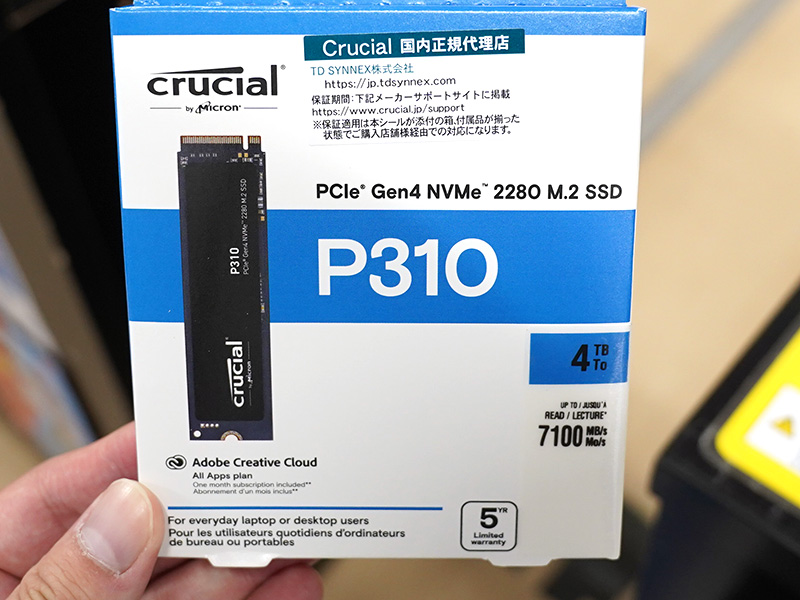 Crucial 国内正規代理店
TD SYNNEX株式会社
https://jp.tdsynnex.com
保証期間:下記メーカーサポートサイトに掲載
https://www.crucial.jp/support
※保証適用は本シールが添付の箱、付属品が揃った
状態でご購入店舗様経由での対応になります。
crucial®
by Micron®
PCIe® Gen4 NVMe™ 2280 M.2 SSD
P310
P310
PCIe® Gen4 NVMe™ 2280 M.2 SSD
crucial
by Micron
4 TB
To
UP TO / JUSQU'À
READ / LECTURE*
7100 MB/s
Mo/s
Adobe Creative Cloud
All Apps plan
One month subscription included**
Abonnement d'un mois inclus**
For everyday laptop or desktop users
Pour les utilisateurs quotidiens d'ordinateurs
de bureau ou portables
5 YR
Limited
warranty